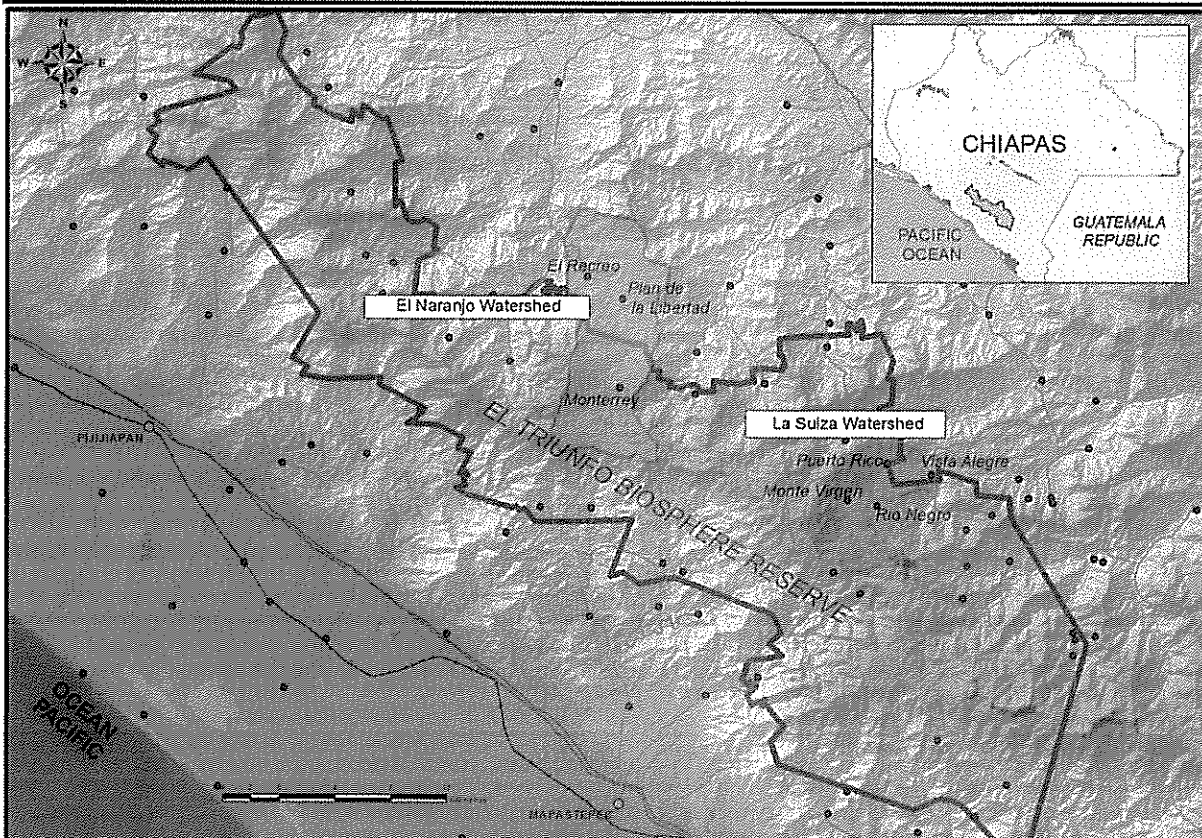 N
W E
S
CHIAPAS
GUATEMALA
REPUBLIC
PACIFIC
OCEAN
El Recreo
El Naranjo Watershed
Plan de
la Libertad
Monterrey
La Suiza Watershed
PIJIJIAPAN
EL TRIUNFO BIOSPHERE RESERVE
Puerto Rico
Vista Alegre
Monte Virgen
Rio Negro
OCEAN
PACIFIC
MAPASTEPEC